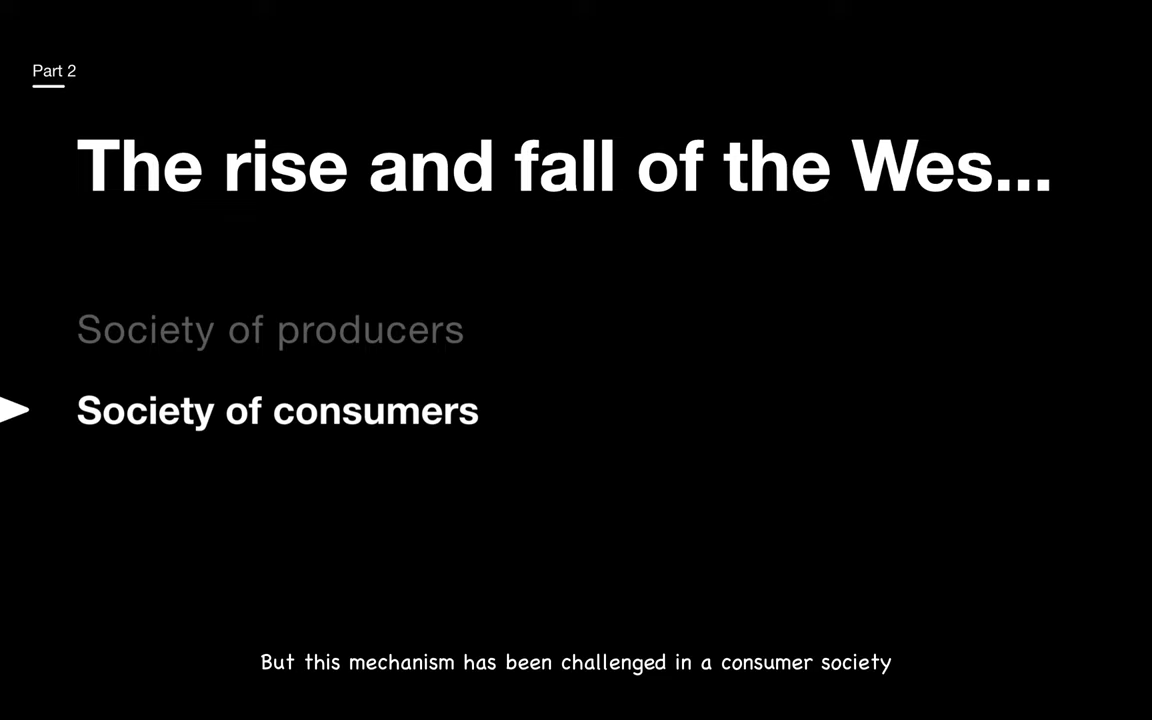 Part 2
The rise and fall of the Wes...
Society of producers
Society of consumers
But this mechanism has been challenged in a consumer society